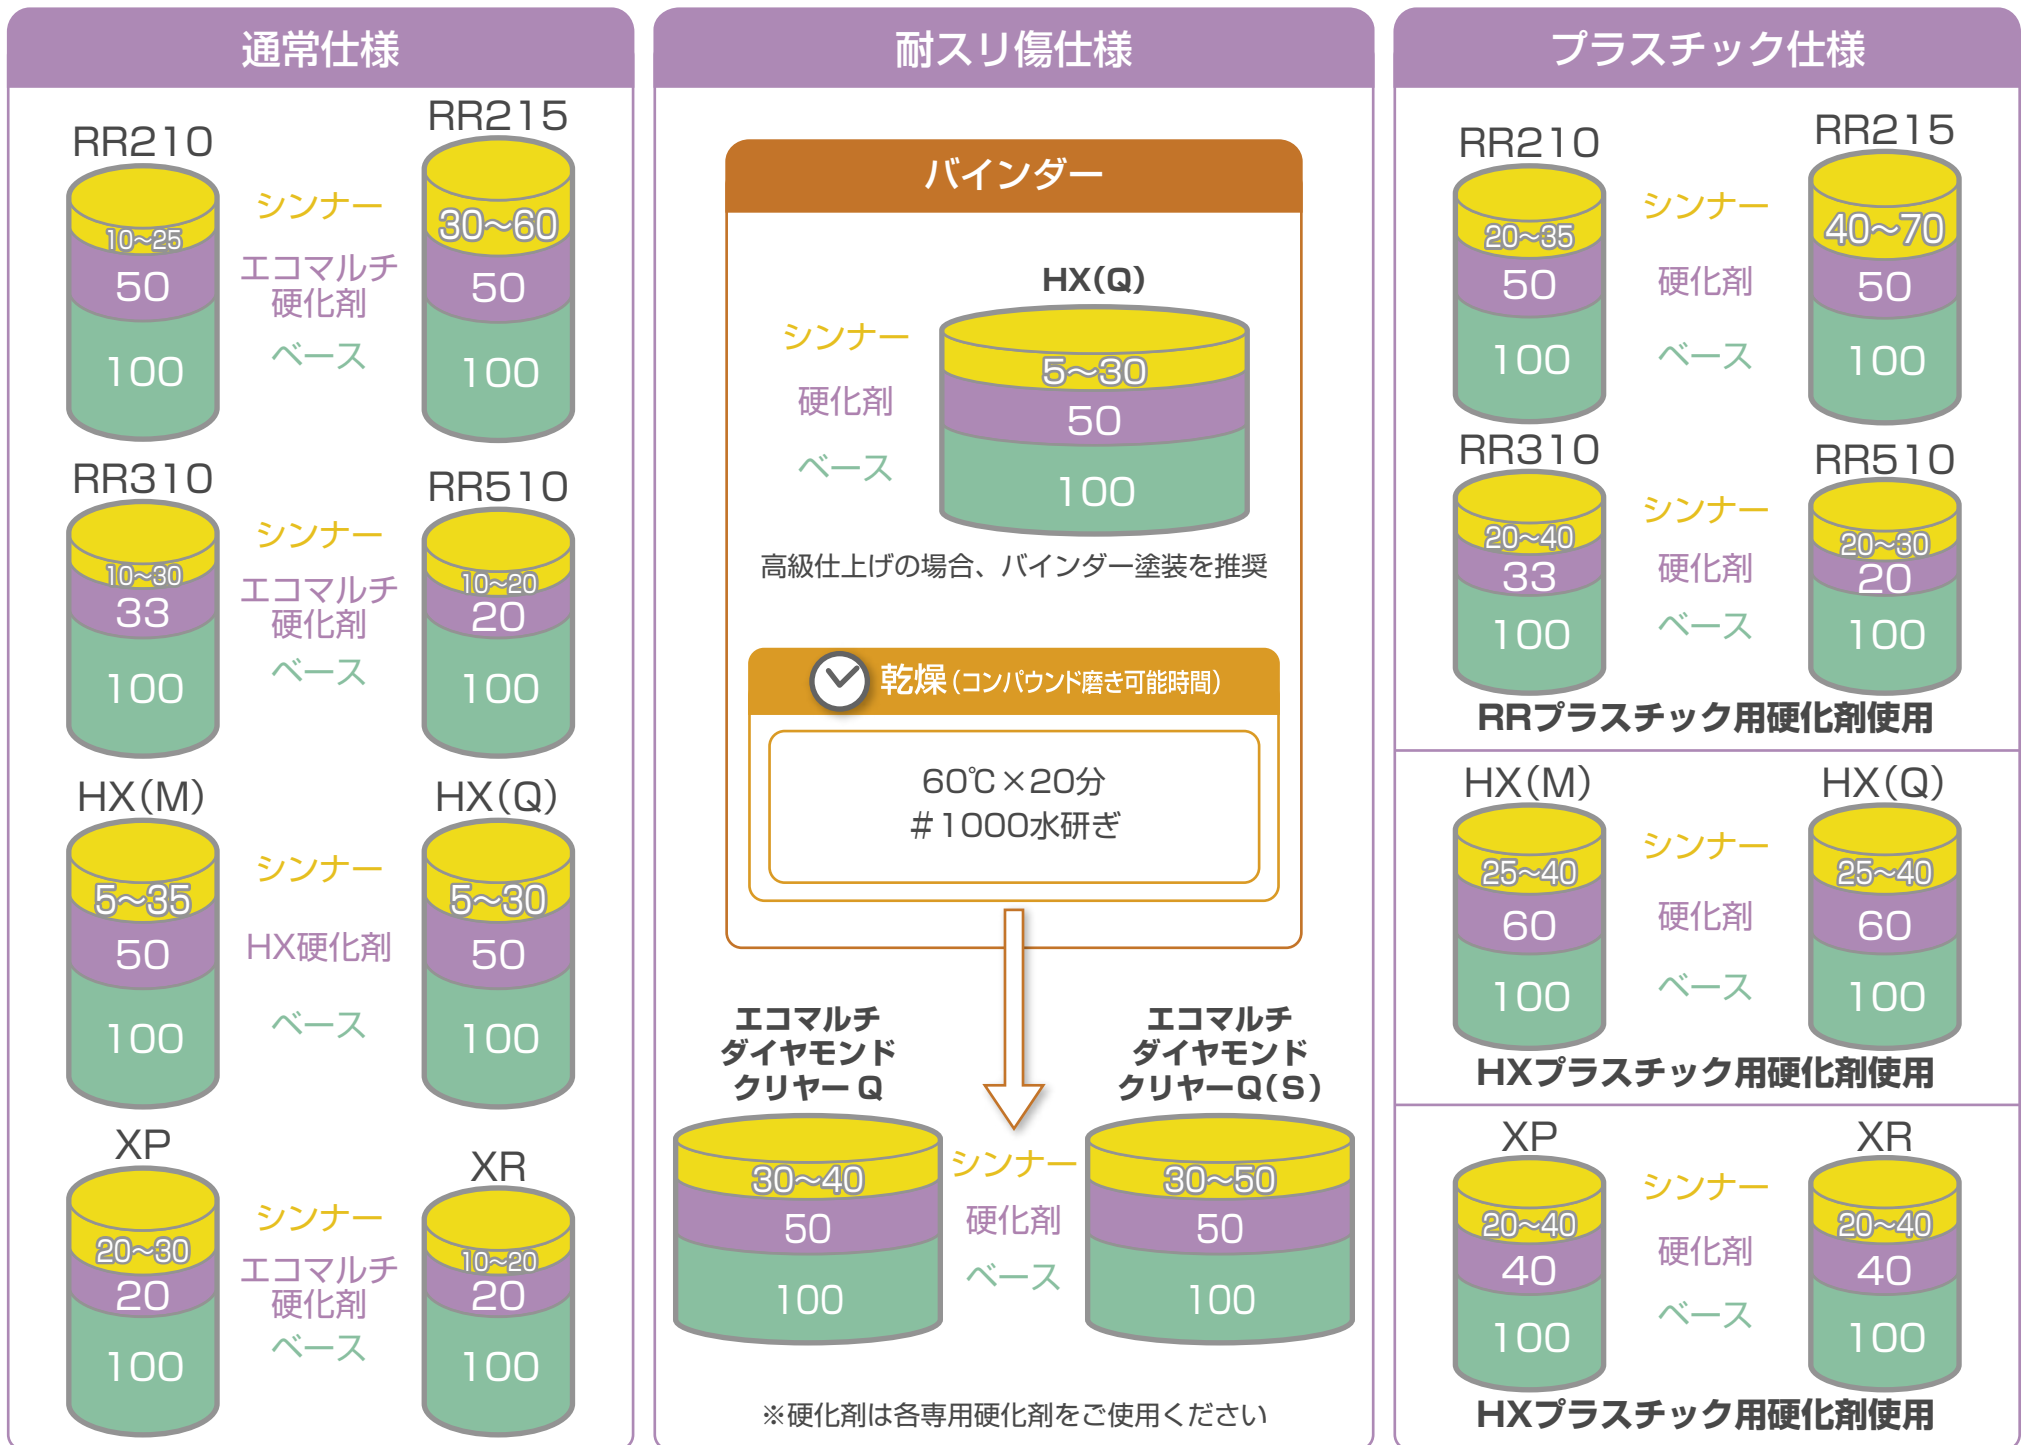 通常仕様
RR210
RR215
シンナー
10〜25
30〜60
エコマルチ
硬化剤
50
50
ベース
100
100
RR310
RR510
シンナー
10〜30
10〜20
エコマルチ
硬化剤
33
20
ベース
100
100
HX(M)
HX(Q)
シンナー
5〜35
5〜30
HX硬化剤
50
50
ベース
100
100
XP
XR
シンナー
20〜30
10〜20
エコマルチ
硬化剤
20
20
ベース
100
100
耐スリ傷仕様
バインダー
HX(Q)
シンナー
5〜30
硬化剤
50
ベース
100
高級仕上げの場合、バインダー塗装を推奨
乾燥(コンパウンド磨き可能時間)
60℃×20分
#1000水研ぎ
エコマルチ
ダイヤモンド
クリヤーQ
エコマルチ
ダイヤモンド
クリヤーQ(S)
シンナー
30〜40
30〜50
硬化剤
50
50
ベース
100
100
※硬化剤は各専用硬化剤をご使用ください
プラスチック仕様
RR210
RR215
シンナー
20〜35
40〜70
硬化剤
50
50
ベース
100
100
RR310
RR510
シンナー
20〜40
20〜30
硬化剤
33
20
ベース
100
100
RRプラスチック用硬化剤使用
HX(M)
HX(Q)
シンナー
25〜40
25〜40
硬化剤
60
60
ベース
100
100
HXプラスチック用硬化剤使用
XP
XR
シンナー
20〜40
20〜40
硬化剤
40
40
ベース
100
100
HXプラスチック用硬化剤使用